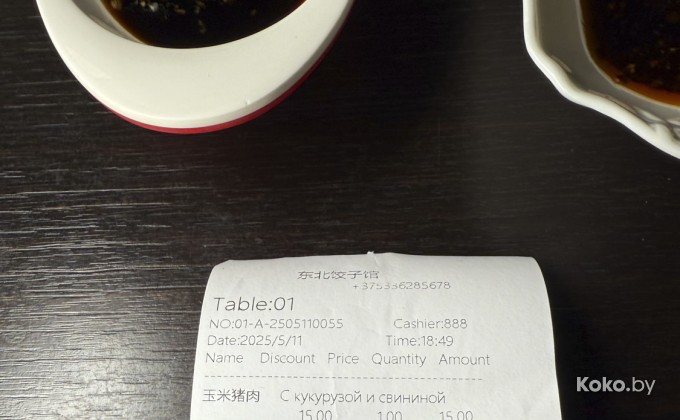 东北饺子馆
+375336285678
Table:01
NO:01-A-2505110055 Cashier:888
Date:2025/5/11 Time:18:49
Name Discount Price Quantity Amount
玉米猪肉 С кукурузой и свининой
15.00 1.00 15.00
Koko.by